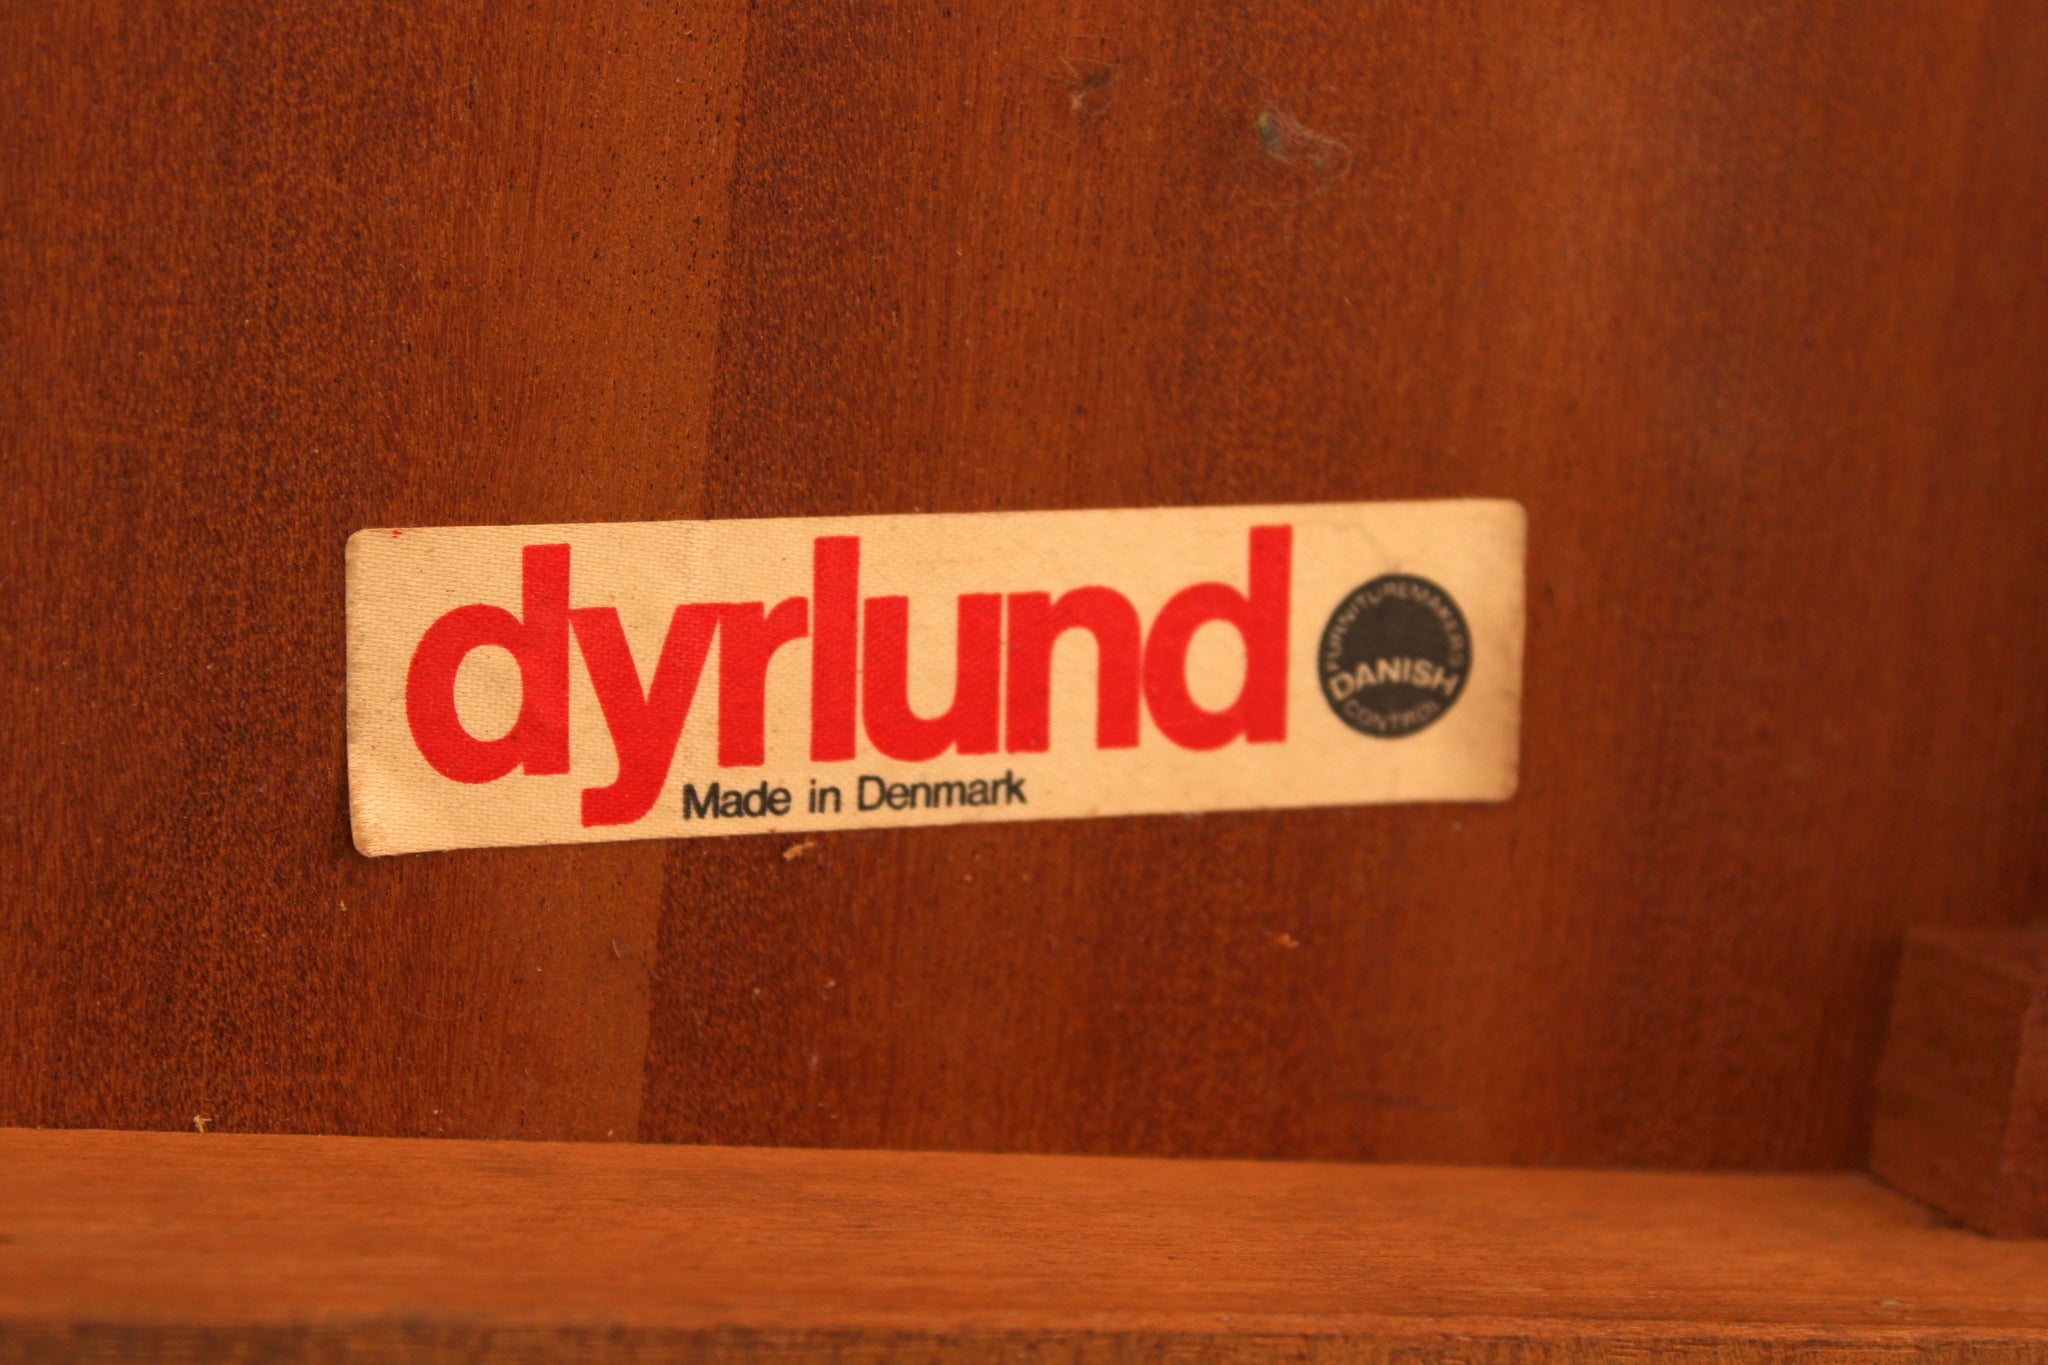 dyrlund
Made in Denmark
FURNITUREMAKERS
DANISH
CONTROL